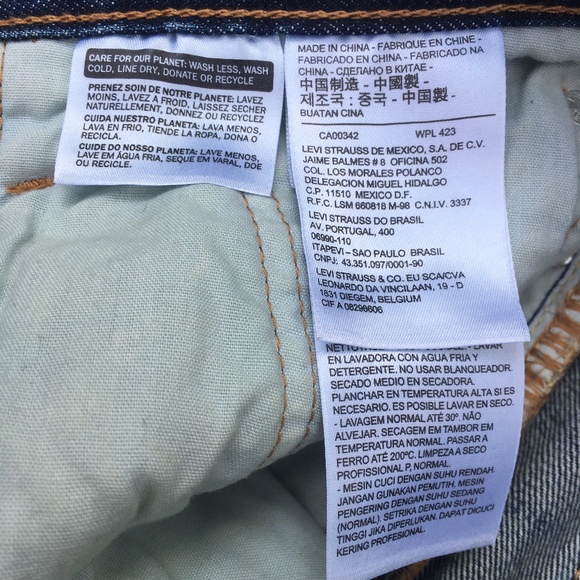 CARE FOR OUR PLANET: WASH LESS, WASH
COLD, LINE DRY, DONATE OR RECYCLE
PRENEZ SOIN DE NOTRE PLANETE: LAVEZ
MOINS, LAVEZ À FROID, LAISSEZ SECHER
NATURELLEMENT, DONNEZ OU RECYCLEZ
CUIDA NUESTRO PLANETA: LAVA MENOS,
LAVA EN FRIO, TIENDE LA ROPA, DONA O
RECICLA.
CUIDE DO NOSSO PLANETA: LAVE MENOS,
LAVE EM ÁGUA FRIA, SEQUE EM VARAL, DOE
OU RECICLE.
MADE IN CHINA - FABRIQUE EN CHINE -
FABRICADO EN CHINA - FABRICADO NA
CHINA - СДЕЛАНО В КИТАЕ -
中国制造 - 中國製 -
제조국 : 중국 - 中国製 -
BUATAN CINA
CA00342 WPL 423
LEVI STRAUSS DE MEXICO, S.A. DE C.V.
JAIME BALMES # 8 OFICINA 502
COL. LOS MORALES POLANCO
DELEGACION MIGUEL HIDALGO
C.P. 11510 MEXICO D.F.
R.F.C. LSM 660818 M-98 C.N.I.V. 3337
LEVI STRAUSS DO BRASIL
AV. PORTUGAL, 400
06990-110
ITAPEVI – SAO PAULO BRASIL
CNPJ: 43.351.097/0001-90
LEVI STRAUSS & CO. EU SCA/CVA
LEONARDO DA VINCILAAN, 19 - D
1831 DIEGEM, BELGIUM
CIF A 08296606
LAVAR
EN LAVADORA CON AGUA FRIA Y
DETERGENTE. NO USAR BLANQUEADOR.
SECADO MEDIO EN SECADORA.
PLANCHAR EN TEMPERATURA ALTA SI ES
NECESARIO. ES POSIBLE LAVAR EN SECO.
- LAVAGEM NORMAL ATÉ 30º. NÃO
ALVEJAR. SECAGEM EM TAMBOR EM
TEMPERATURA NORMAL. PASSAR A
FERRO ATÉ 200ºC. LIMPEZA A SECO
PROFISSIONAL P, NORMAL.
- MESIN CUCI DENGAN SUHU RENDAH.
JANGAN GUNAKAN PEMUTIH. MESIN
PENGERING DENGAN SUHU SEDANG
(NORMAL). SETRIKA DENGAN SUHU
TINGGI JIKA DIPERLUKAN. DAPAT DICUCI
KERING PROFESIONAL.